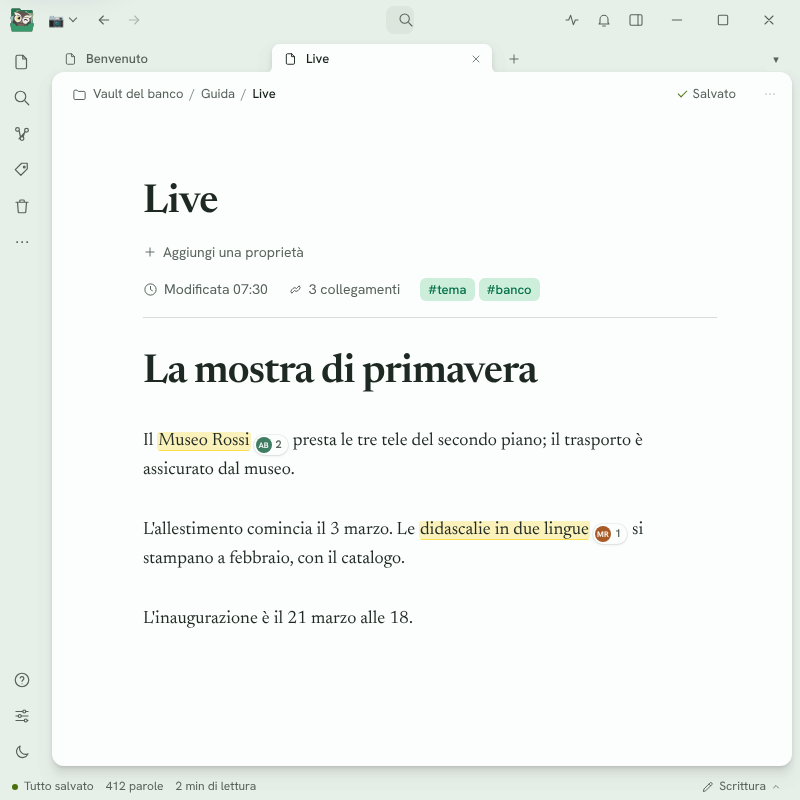 Benvenuto
Live
Vault del banco / Guida / Live
Salvato
Live
Aggiungi una proprietà
Modificata 07:30
3 collegamenti
#tema
#banco
La mostra di primavera
Il Museo Rossi AB 2 presta le tre tele del secondo piano; il trasporto è
assicurato dal museo.
L'allestimento comincia il 3 marzo. Le didascalie in due lingue MR 1 si
stampano a febbraio, con il catalogo.
L'inaugurazione è il 21 marzo alle 18.
Tutto salvato
412 parole
2 min di lettura
Scrittura